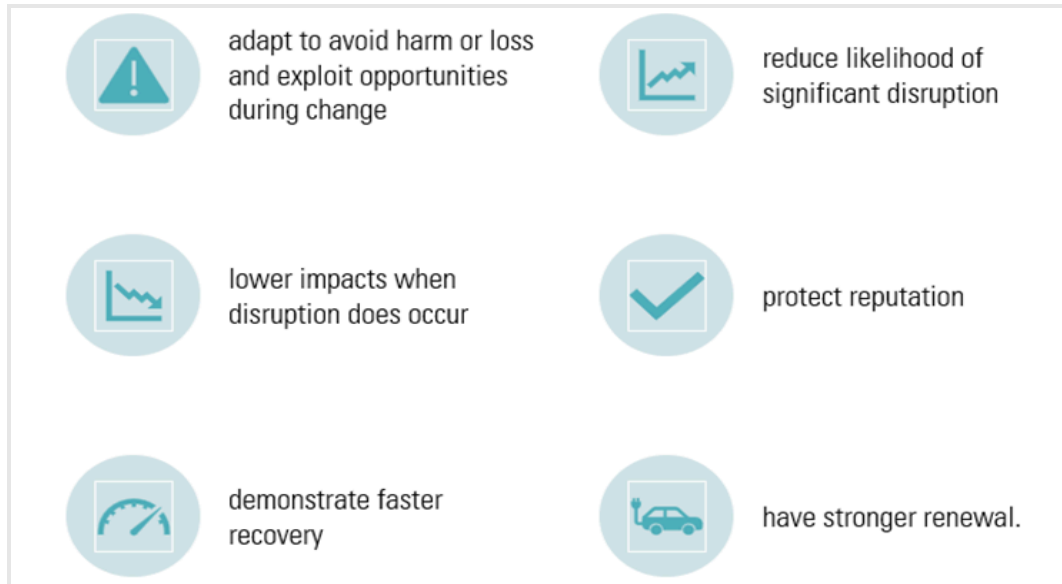 adapt to avoid harm or loss
and exploit opportunities
during change
reduce likelihood of
significant disruption
lower impacts when
disruption does occur
protect reputation
demonstrate faster
recovery
have stronger renewal.